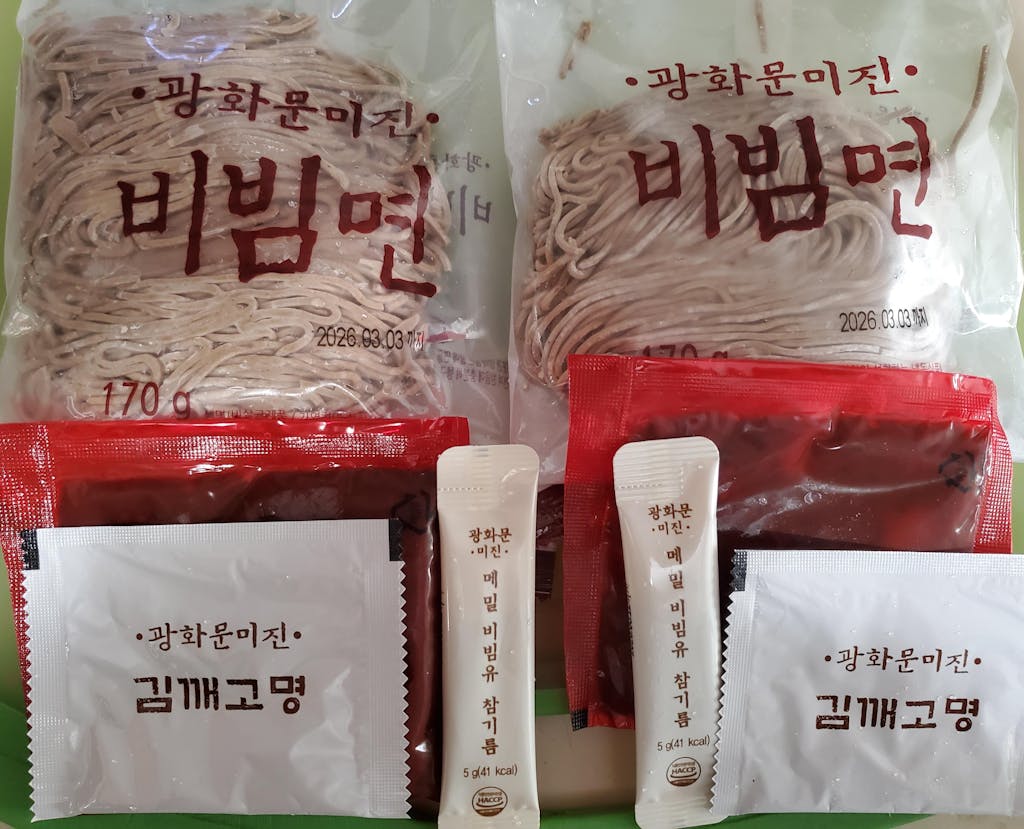 ·광화문미진·
비빔면
2026.03.03 까지
170 g
·광화문미진·
비빔면
2026.03.03 까지
170 g
·광화문미진·
김깨고명
광화문
·미진·
메밀 비빔유 참기름
5 g(41 kcal)
HACCP
광화문
·미진·
메밀 비빔유 참기름
5 g(41 kcal)
HACCP
·광화문미진·
김깨고명